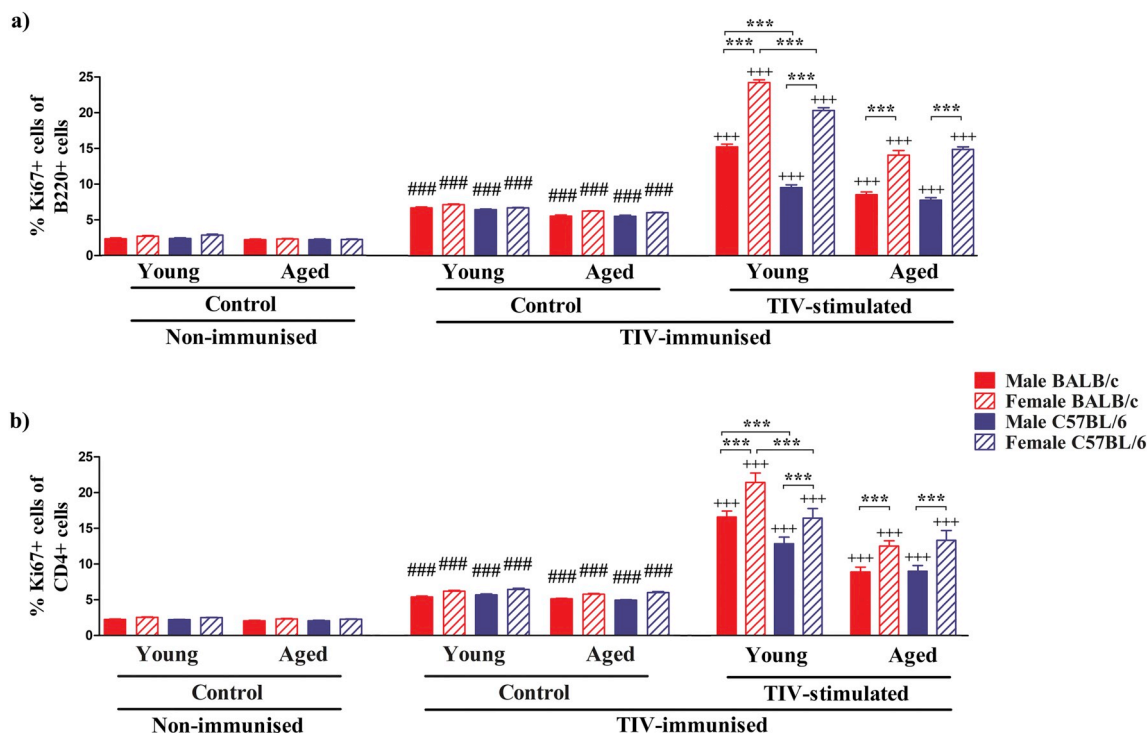 a)
*** 
*** ***
+++
***
+++
***
***
+++
+++
+++
+++
+++
+++
25
20
15
10
5
0
% Ki67+ cells of
B220+ cells
### ### ### ###
### ### ### ###
Young Aged Young Aged Young Aged
Control Control TIV-stimulated
Non-immunised TIV-immunised
Male BALB/c
Female BALB/c
Male C57BL/6
Female C57BL/6
b)
***
*** ***
+++
***
+++
***
***
+++
+++
+++
+++
+++
+++
25
20
15
10
5
0
% Ki67+ cells of
CD4+ cells
### ### ### ###
### ### ### ###
Young Aged Young Aged Young Aged
Control Control TIV-stimulated
Non-immunised TIV-immunised